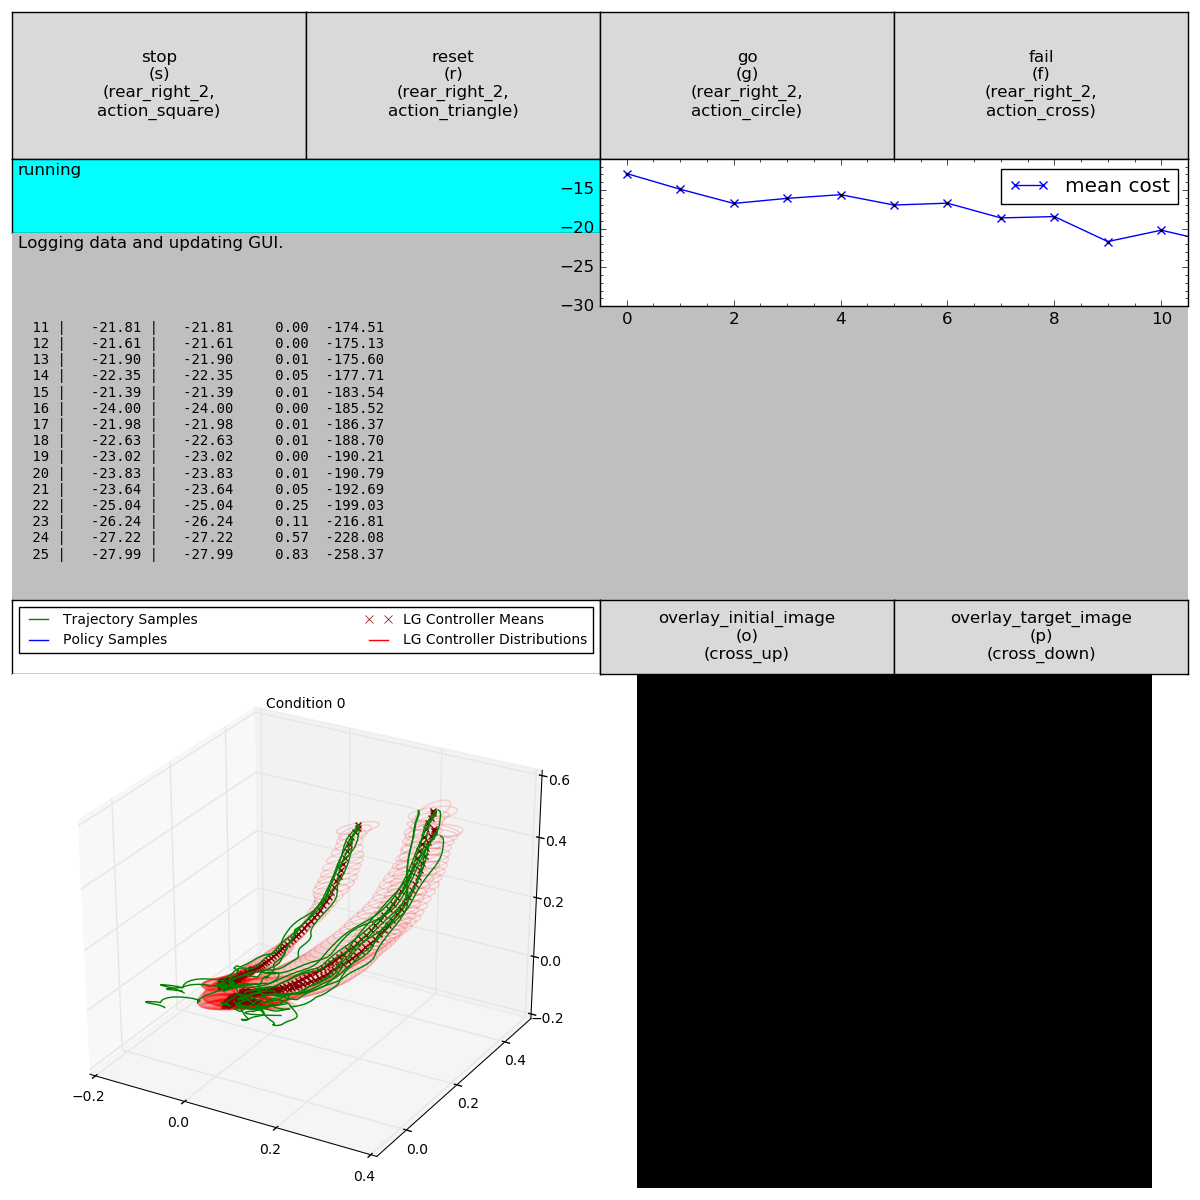 stop
(s)
(rear_right_2,
action_square)
reset
(r)
(rear_right_2,
action_triangle)
go
(g)
(rear_right_2,
action_circle)
fail
(f)
(rear_right_2,
action_cross)
running
Logging data and updating GUI.
−15
−20
−25
−30
mean cost
0 2 4 6 8 10
11 | -21.81 | -21.81 0.00 -174.51
12 | -21.61 | -21.61 0.00 -175.13
13 | -21.90 | -21.90 0.01 -175.60
14 | -22.35 | -22.35 0.05 -177.71
15 | -21.39 | -21.39 0.01 -183.54
16 | -24.00 | -24.00 0.00 -185.52
17 | -21.98 | -21.98 0.01 -186.37
18 | -22.63 | -22.63 0.01 -188.70
19 | -23.02 | -23.02 0.00 -190.21
20 | -23.83 | -23.83 0.01 -190.79
21 | -23.64 | -23.64 0.05 -192.69
22 | -25.04 | -25.04 0.25 -199.03
23 | -26.24 | -26.24 0.11 -216.81
24 | -27.22 | -27.22 0.57 -228.08
25 | -27.99 | -27.99 0.83 -258.37
Trajectory Samples
Policy Samples
LG Controller Means
LG Controller Distributions
overlay_initial_image
(o)
(cross_up)
overlay_target_image
(p)
(cross_down)
Condition 0
0.6
0.4
0.2
0.0
−0.2
0.4
0.2
0.0
−0.2
0.0
0.2
0.4